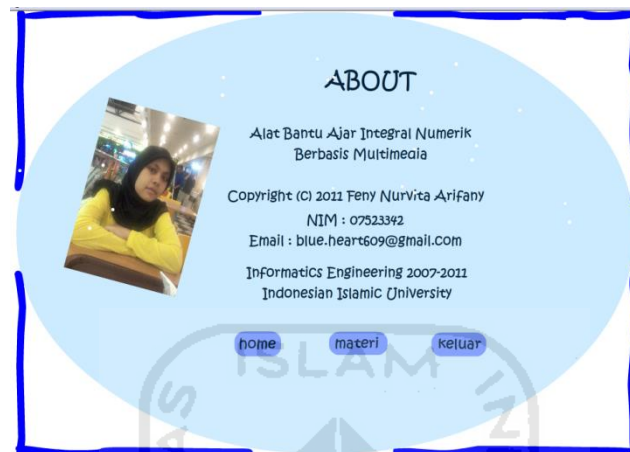 ABOUT
Alat Bantu Ajar Integral Numerik
Berbasis Multimedia
Copyright (c) 2011 Feny Nurvita Arifany
NIM : 07523342
Email : blue.heart609@gmail.com
Informatics Engineering 2007-2011
Indonesian Islamic University
home materi keluar
ISLAM